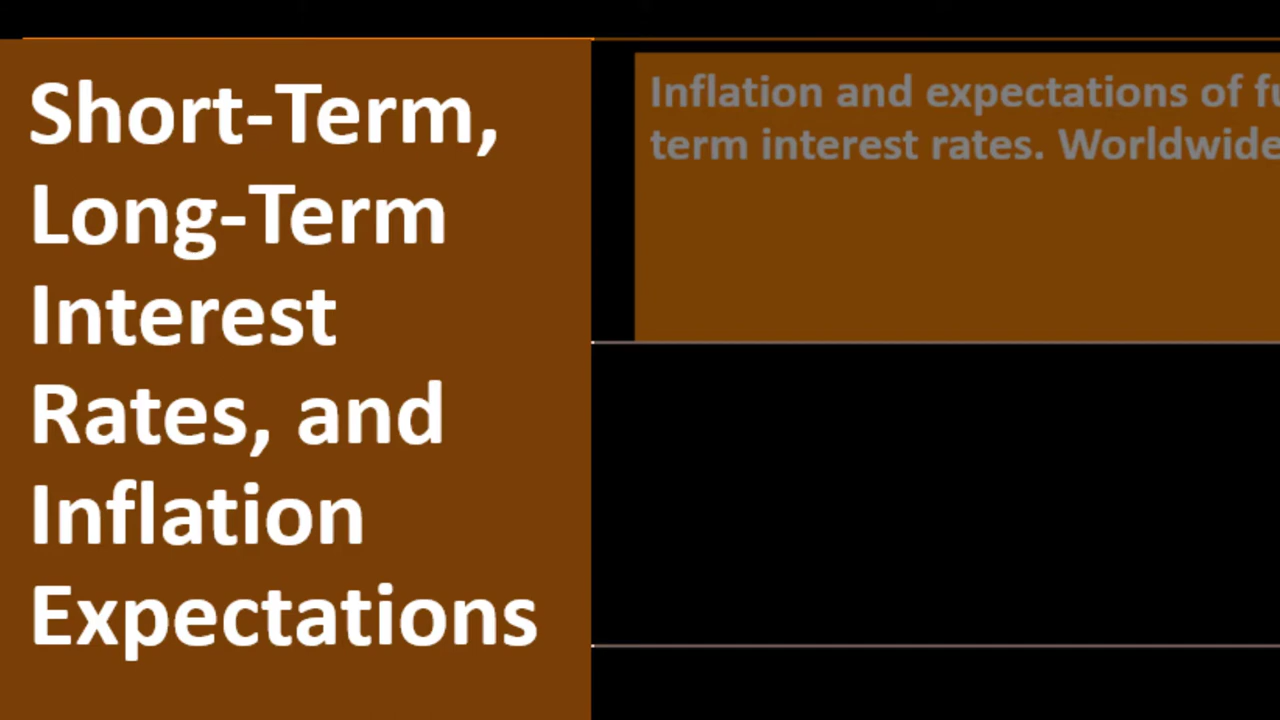 Short-Term,
Long-Term
Interest
Rates, and
Inflation
Expectations
Inflation and expectations of
term interest rates. Worldwide